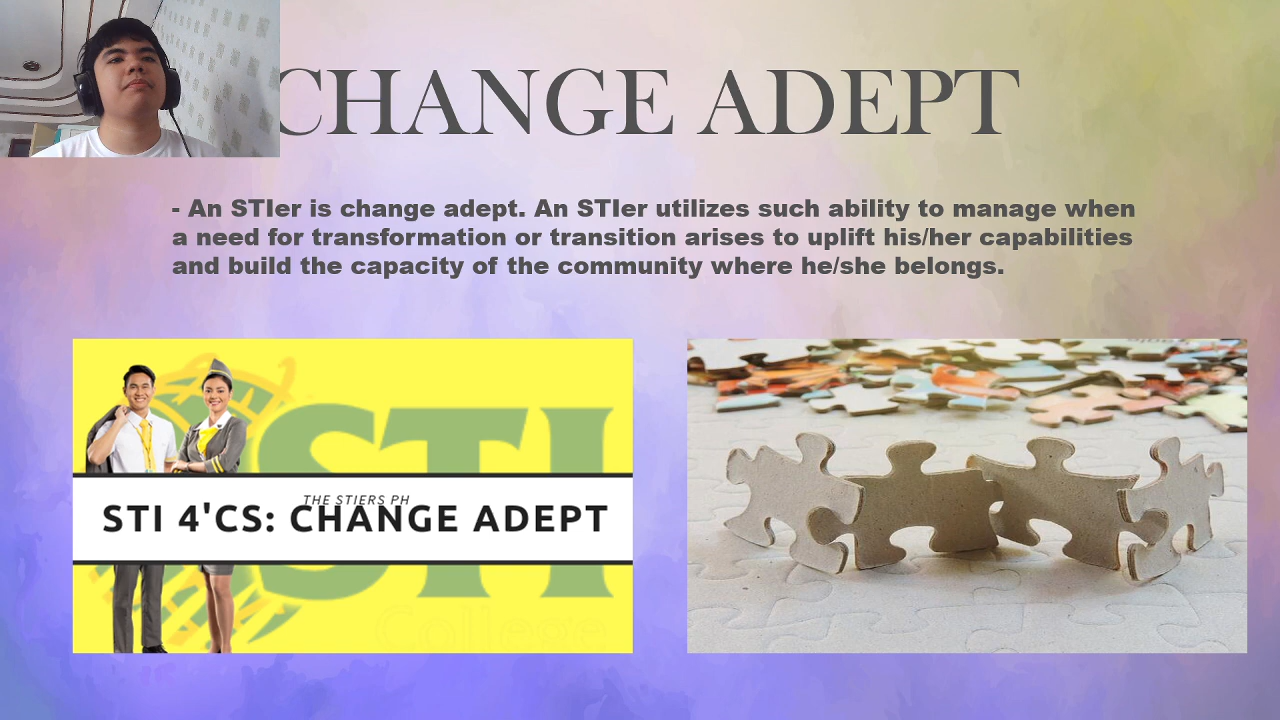 CHANGE ADEPT
- An STIer is change adept. An STIer utilizes such ability to manage when
a need for transformation or transition arises to uplift his/her capabilities
and build the capacity of the community where he/she belongs.
STI
THE STIERS PH
STI 4'CS: CHANGE ADEPT
College